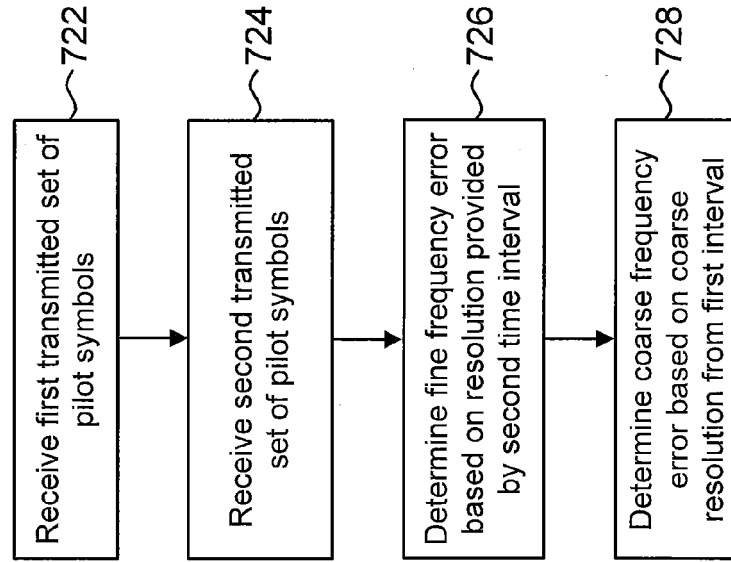 Receive first transmitted set of
pilot symbols
722
Receive second transmitted
set of pilot symbols
724
Determine fine frequency error
based on resolution provided
by second time interval
726
Determine coarse frequency
error based on coarse
resolution from first interval
728